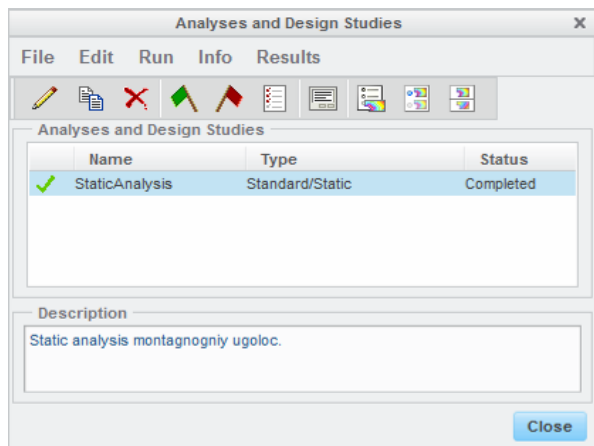 Analyses and Design Studies
File Edit Run Info Results
Analyses and Design Studies
Name Type Status
StaticAnalysis Standard/Static Completed
Description
Static analysis montagnogniy ugoloc.
Close